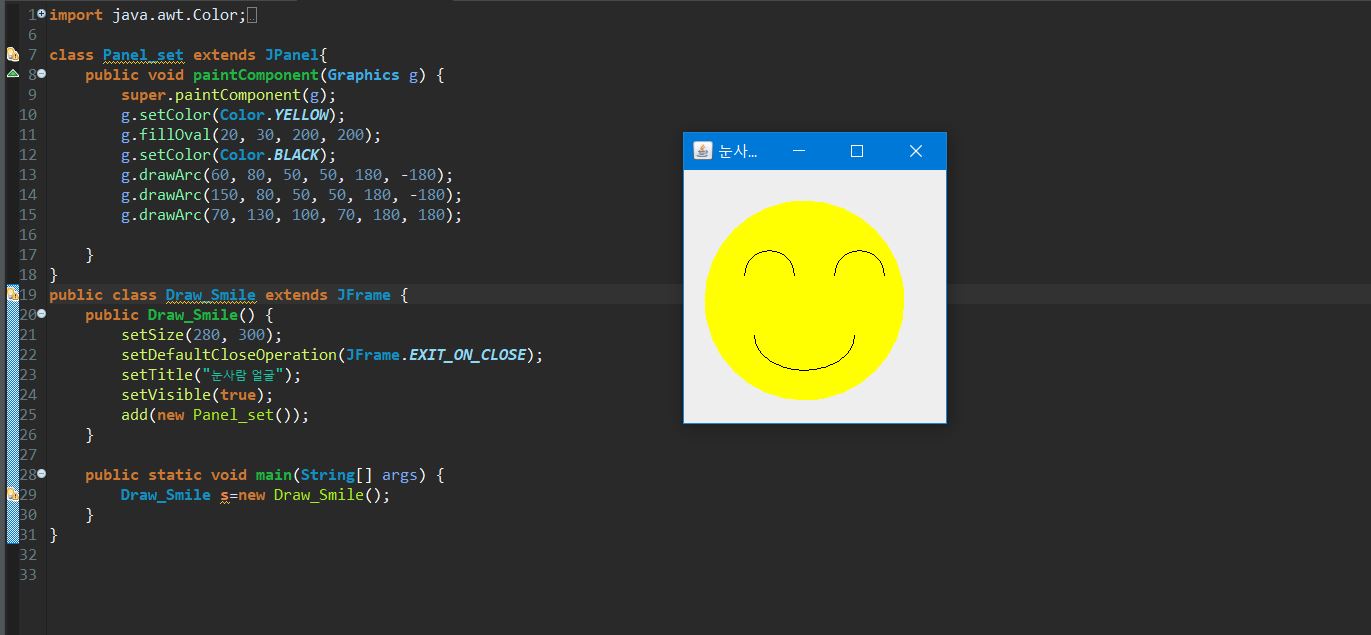 1 import java.awt.Color;
6
7 class Panel_set extends JPanel{
8     public void paintComponent(Graphics g) {
9         super.paintComponent(g);
10         g.setColor(Color.YELLOW);
11         g.fillOval(20, 30, 200, 200);
12         g.setColor(Color.BLACK);
13         g.drawArc(60, 80, 50, 50, 180, -180);
14         g.drawArc(150, 80, 50, 50, 180, -180);
15         g.drawArc(70, 130, 100, 70, 180, 180);
16
17     }
18 }
19 public class Draw_Smile extends JFrame {
20     public Draw_Smile() {
21         setSize(280, 300);
22         setDefaultCloseOperation(JFrame.EXIT_ON_CLOSE);
23         setTitle("눈사람 얼굴");
24         setVisible(true);
25         add(new Panel_set());
26     }
27
28     public static void main(String[] args) {
29         Draw_Smile s=new Draw_Smile();
30     }
31 }
32
33
눈사...